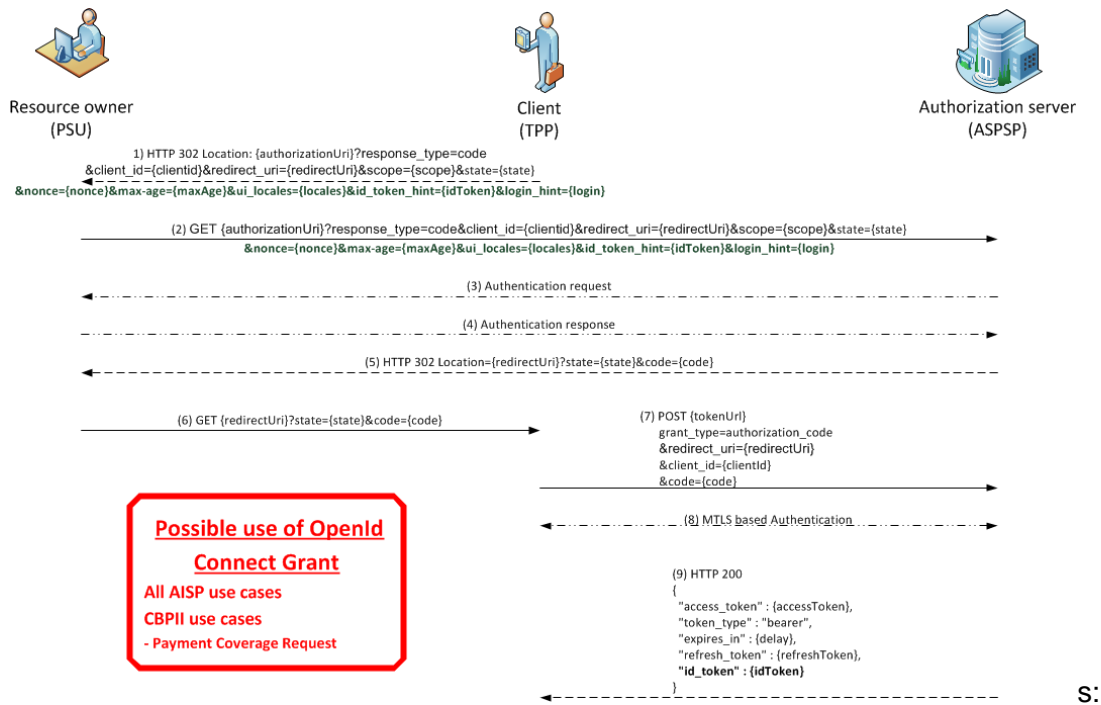 Resource owner
(PSU)
Client
(TPP)
Authorization server
(ASPSP)
1) HTTP 302 Location: {authorizationUri}?response_type=code
&client_id={clientid}&redirect_uri={redirectUri}&scope={scope}&state={state}
&nonce={nonce}&max-age={maxAge}&ui_locales={locales}&id_token_hint={idToken}&login_hint={login}
(2) GET {authorizationUri}?response_type=code&client_id={clientid}&redirect_uri={redirectUri}&scope={scope}&state={state}
&nonce={nonce}&max-age={maxAge}&ui_locales={locales}&id_token_hint={idToken}&login_hint={login}
(3) Authentication request
(4) Authentication response
(5) HTTP 302 Location={redirectUri}?state={state}&code={code}
(6) GET {redirectUri}?state={state}&code={code}
(7) POST {tokenUrl}
grant_type=authorization_code
&redirect_uri={redirectUri}
&client_id={clientId}
&code={code}
(8) MTLS based Authentication
Possible use of OpenId
Connect Grant
All AISP use cases
CBPII use cases
- Payment Coverage Request
(9) HTTP 200
{
"access_token" : {accessToken},
"token_type" : "bearer",
"expires_in" : {delay},
"refresh_token" : {refreshToken},
"id_token" : {idToken}
}
s: